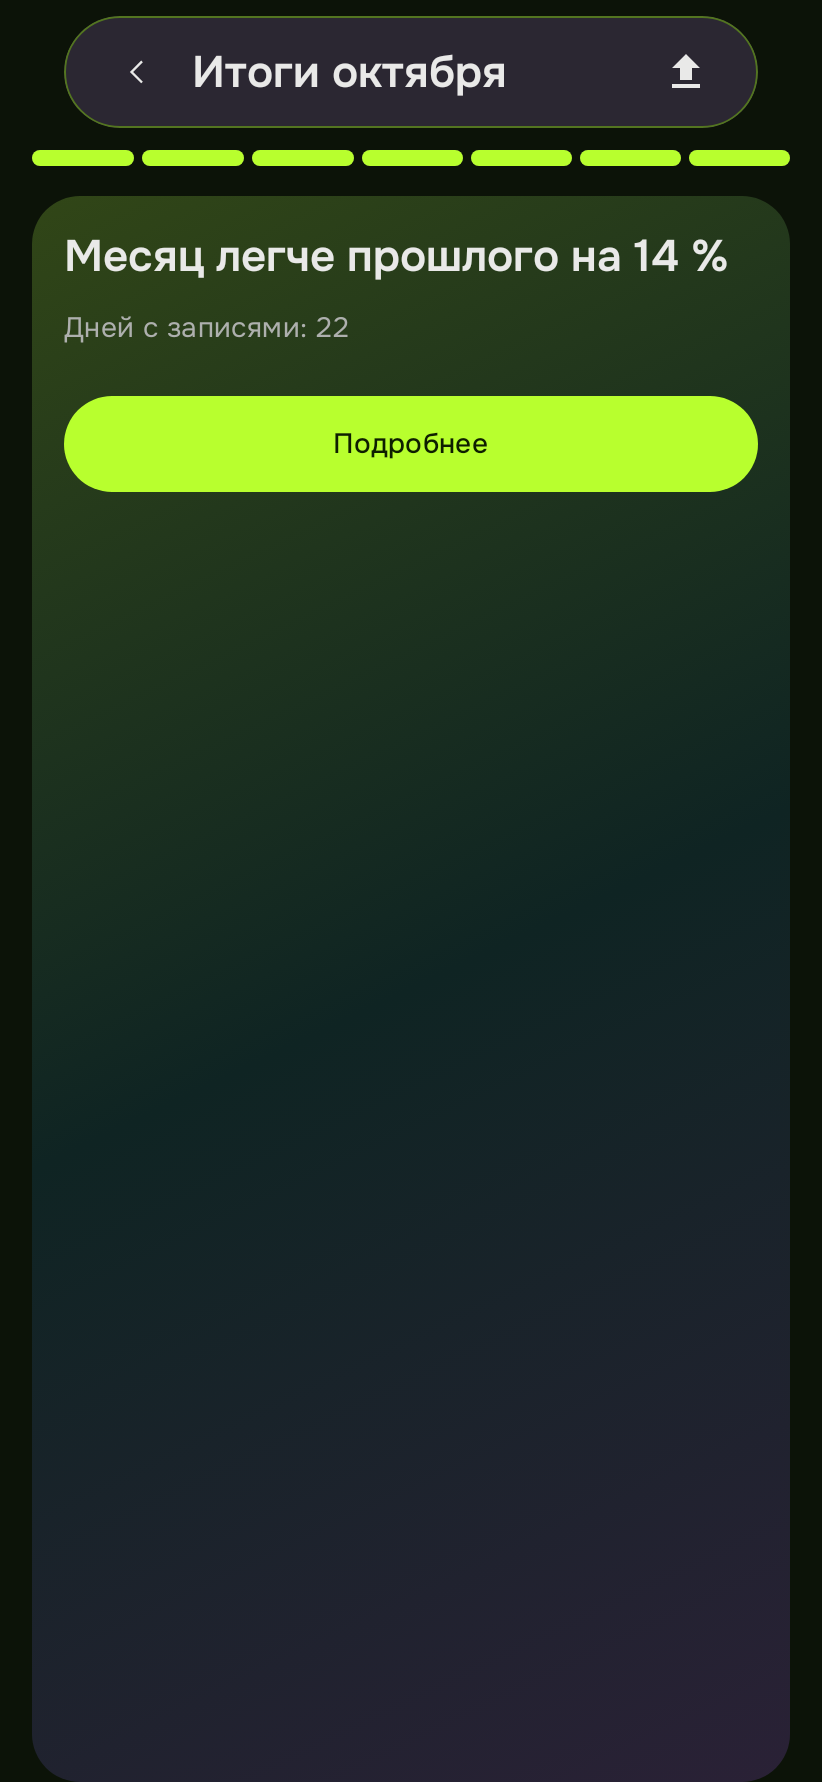 Итоги октября
Месяц легче прошлого на 14 %
Дней с записями: 22
Подробнее